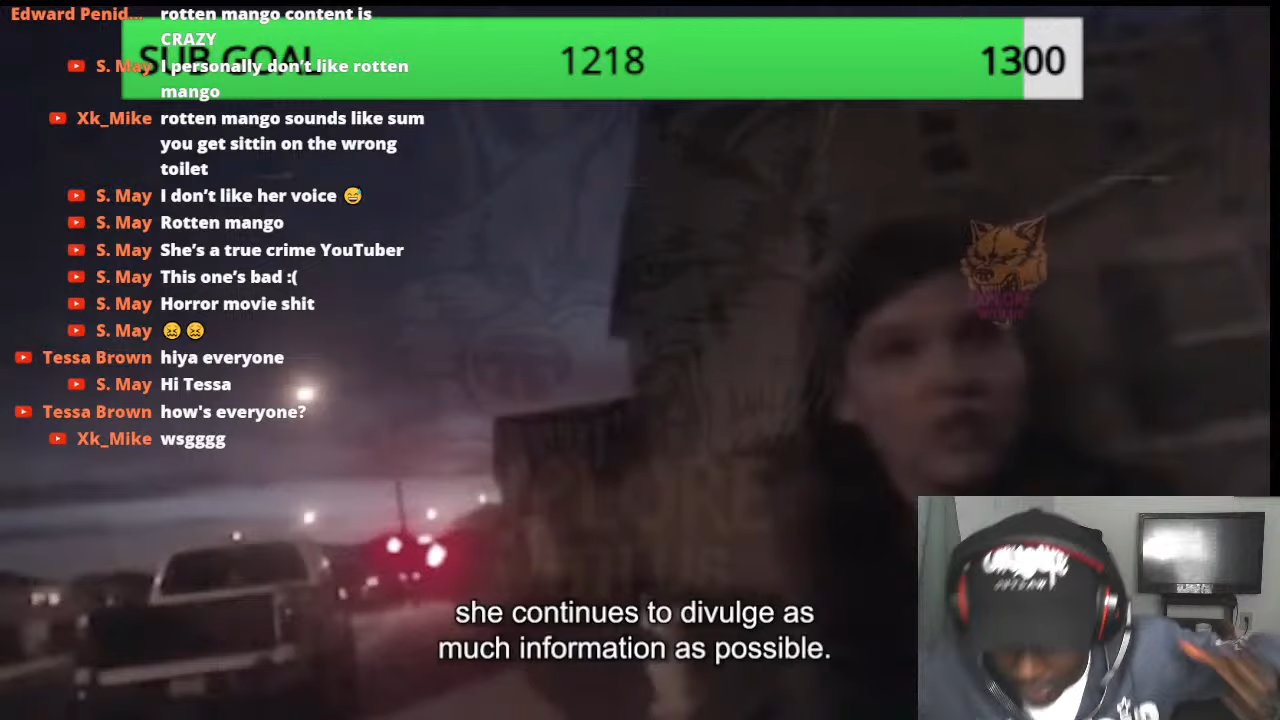 Edward Penid... rotten mango content is
CRAZY
SUB GOAL 1218 1300
S. May I personally don't like rotten
mango
Xk_Mike rotten mango sounds like sum
you get sittin on the wrong
toilet
S. May I don't like her voice 😅
S. May Rotten mango
S. May She's a true crime YouTuber
S. May This one's bad :(
S. May Horror movie shit
S. May 😖 😖
Tessa Brown hiya everyone
S. May Hi Tessa
Tessa Brown how's everyone?
Xk_Mike wsgggg
EXPLORE
WITH US
she continues to divulge as
much information as possible.